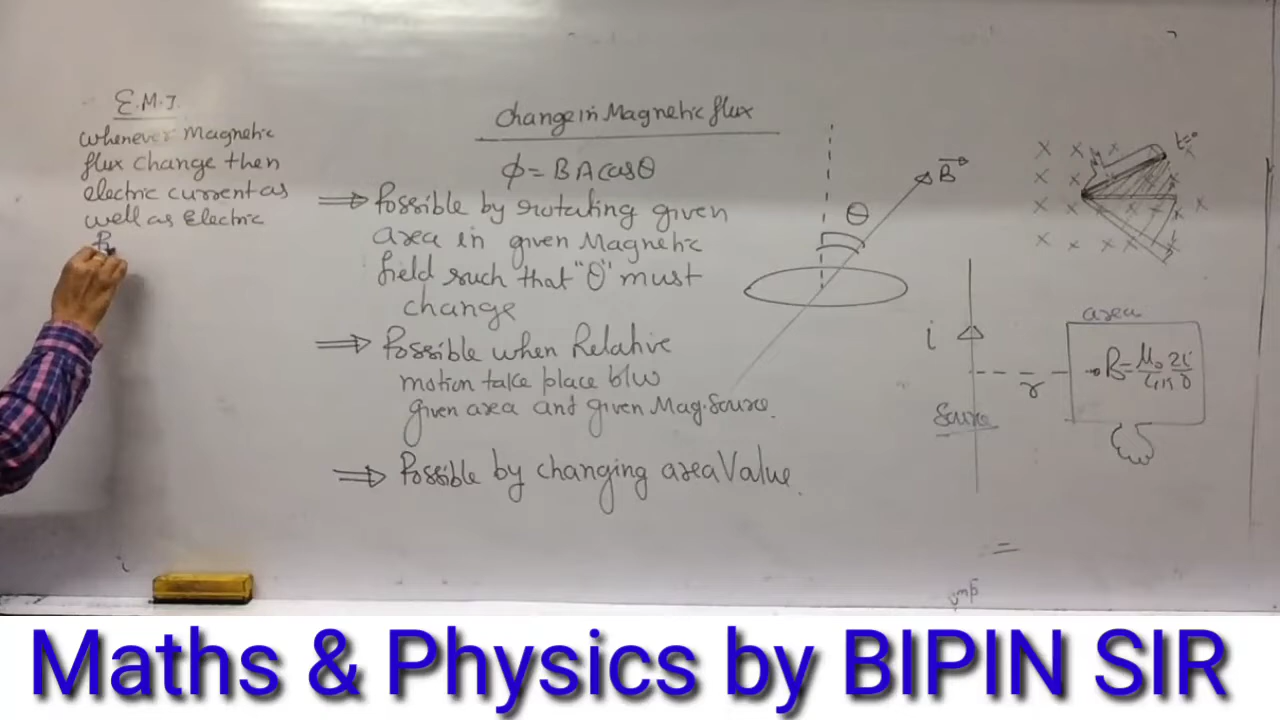 E.M.I.
whenever Magnetic
flux change then
electric current as
well as Electric
P
Change in Magnetic flux
ϕ = BA cosθ
⇒ Possible by rotating given
area in given Magnetic
field such that "θ" must
change
⇒ Possible when Relative
motion take place b/w
given area and given Mag. Source.
⇒ Possible by changing area Value.
θ
B
t=0
i
Source
r
area
B = μ₀/4π 2i/r
Maths & Physics by BIPIN SIR